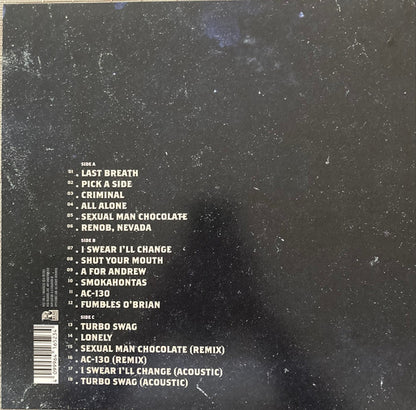 SIDE A
01 . LAST BREATH
02 . PICK A SIDE
03 . CRIMINAL
04 . ALL ALONE
05 . SEXUAL MAN CHOCOLATE
06 . RENOB, NEVADA
SIDE B
07 . I SWEAR I'LL CHANGE
08 . SHUT YOUR MOUTH
09 . A FOR ANDREW
10 . SMOKAHONTAS
11 . AC-130
12 . FUMBLES O'BRIAN
SIDE C
13 . TURBO SWAG
14 . LONELY
15 . SEXUAL MAN CHOCOLATE (REMIX)
16 . AC-130 (REMIX)
17 . I SWEAR I'LL CHANGE (ACOUSTIC)
18 . TURBO SWAG (ACOUSTIC)